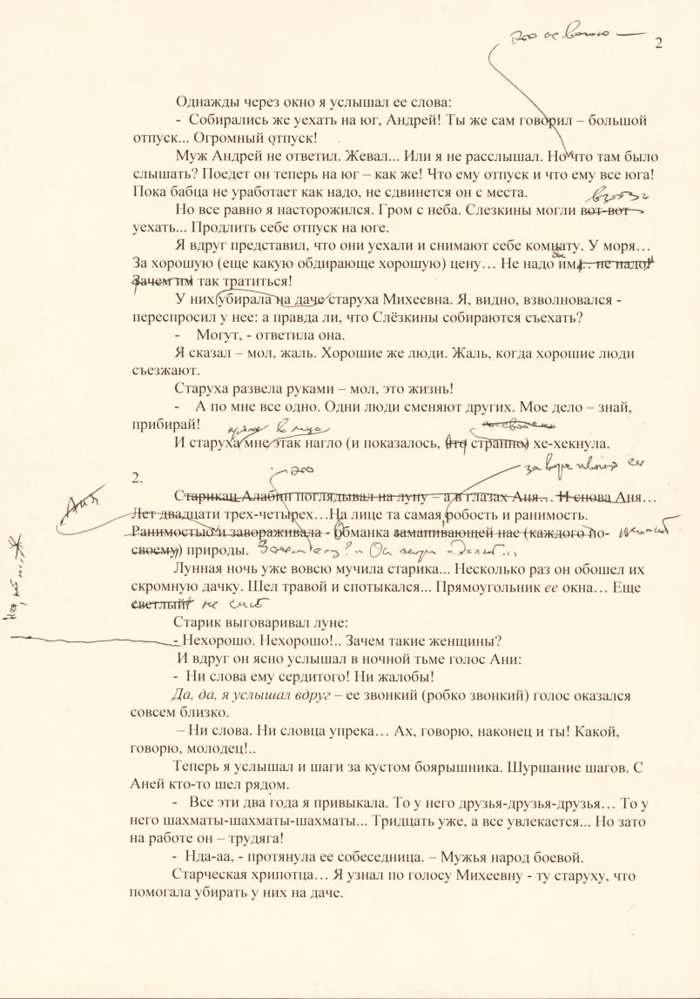 2
Однажды через окно я услышал ее слова:
- Собирались же уехать на юг, Андрей! Ты же сам говорил – большой
отпуск... Огромный отпуск!
Муж Андрей не ответил. Жевал... Или я не расслышал. Но что там было
слышать? Поедет он теперь на юг – как же! Что ему отпуск и что ему все юга!
Пока бабца не уработает как надо, не сдвинется он с места.
Но все равно я насторожился. Гром с неба. Слезкины могли вот-вот
уехать... Продлить себе отпуск на юге.
Я вдруг представил, что они уехали и снимают себе комнату. У моря…
За хорошую (еще какую обдирающе хорошую) цену… Не надо им… не надо!
Зачем им так тратиться!
У них убирала на даче старуха Михеевна. Я, видно, взволновался -
переспросил у нее: а правда ли, что Слёзкины собираются съехать?
- Могут, - ответила она.
Я сказал – мол, жаль. Хорошие же люди. Жаль, когда хорошие люди
съезжают.
Старуха развела руками – мол, это жизнь!
- А по мне все одно. Одни люди сменяют других. Мое дело – знай,
прибирай!
И старуха мне этак нагло (и показалось, что странно) хе-хекнула.
2.
Старикан Алабин поглядывал на луну – а в глазах Аня… И снова Аня…
Аня
Лет двадцати трех-четырех…На лице та самая робость и ранимость.
Ранимостью и завораживала - Обманка заманивающей нас (каждого по-
своему) природы.
Лунная ночь уже вовсю мучила старика... Несколько раз он обошел их
скромную дачку. Шел травой и спотыкался... Прямоугольник ее окна… Еще
светлый! не спит
Старик выговаривал луне:
- Нехорошо. Нехорошо!.. Зачем такие женщины?
И вдруг он ясно услышал в ночной тьме голос Ани:
- Ни слова ему сердитого! Ни жалобы!
Да, да, я услышал вдруг – ее звонкий (робко звонкий) голос оказался
совсем близко.
– Ни слова. Ни словца упрека… Ах, говорю, наконец и ты! Какой,
говорю, молодец!..
Теперь я услышал и шаги за кустом боярышника. Шуршание шагов. С
Аней кто-то шел рядом.
- Все эти два года я привыкала. То у него друзья-друзья-друзья… То у
него шахматы-шахматы-шахматы... Тридцать уже, а все увлекается... Но зато
на работе он – трудяга!
- Нда-аа, - протянула ее собеседница. – Мужья народ боевой.
Старческая хрипотца… Я узнал по голосу Михеевну - ту старуху, что
помогала убирать у них на даче.